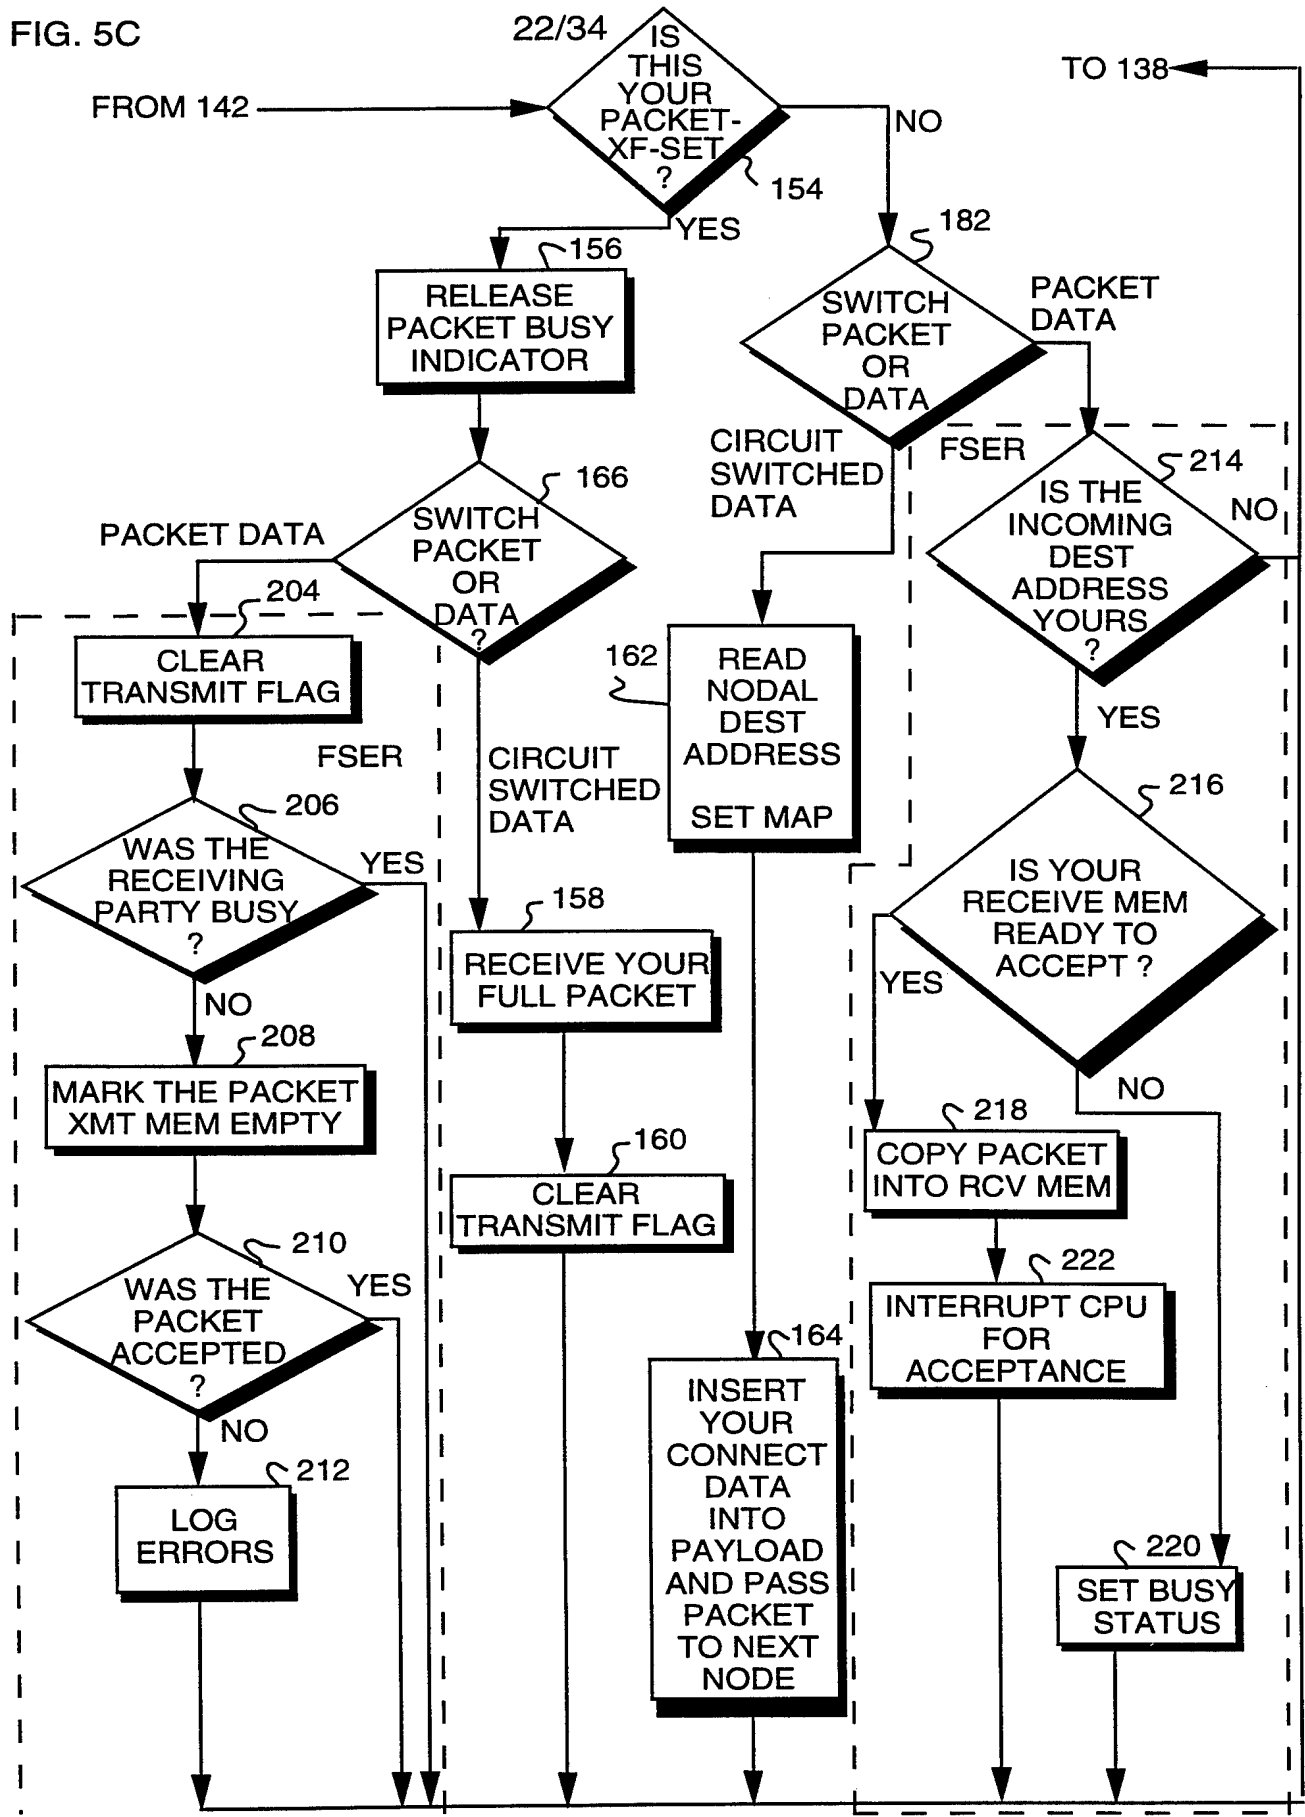 FIG. 5C
22/34
IS
THIS
YOUR
PACKET-
XF-SET
?
TO 138
FROM 142
NO
154
YES
156
RELEASE
PACKET BUSY
INDICATOR
182
SWITCH
PACKET
OR
DATA
PACKET
DATA
CIRCUIT
SWITCHED
DATA
FSER
214
IS THE
INCOMING
DEST
ADDRESS
YOURS
?
NO
166
SWITCH
PACKET
OR
DATA
?
PACKET DATA
204
CLEAR
TRANSMIT FLAG
FSER
162
READ
NODAL
DEST
ADDRESS
SET MAP
YES
CIRCUIT
SWITCHED
DATA
206
WAS THE
RECEIVING
PARTY BUSY
?
YES
216
IS YOUR
RECEIVE MEM
READY TO
ACCEPT ?
YES
NO
158
RECEIVE YOUR
FULL PACKET
NO
208
MARK THE PACKET
XMT MEM EMPTY
218
COPY PACKET
INTO RCV MEM
160
CLEAR
TRANSMIT FLAG
210
WAS THE
PACKET
ACCEPTED
?
YES
222
INTERRUPT CPU
FOR
ACCEPTANCE
164
INSERT
YOUR
CONNECT
DATA
INTO
PAYLOAD
AND PASS
PACKET
TO NEXT
NODE
NO
212
LOG
ERRORS
220
SET BUSY
STATUS